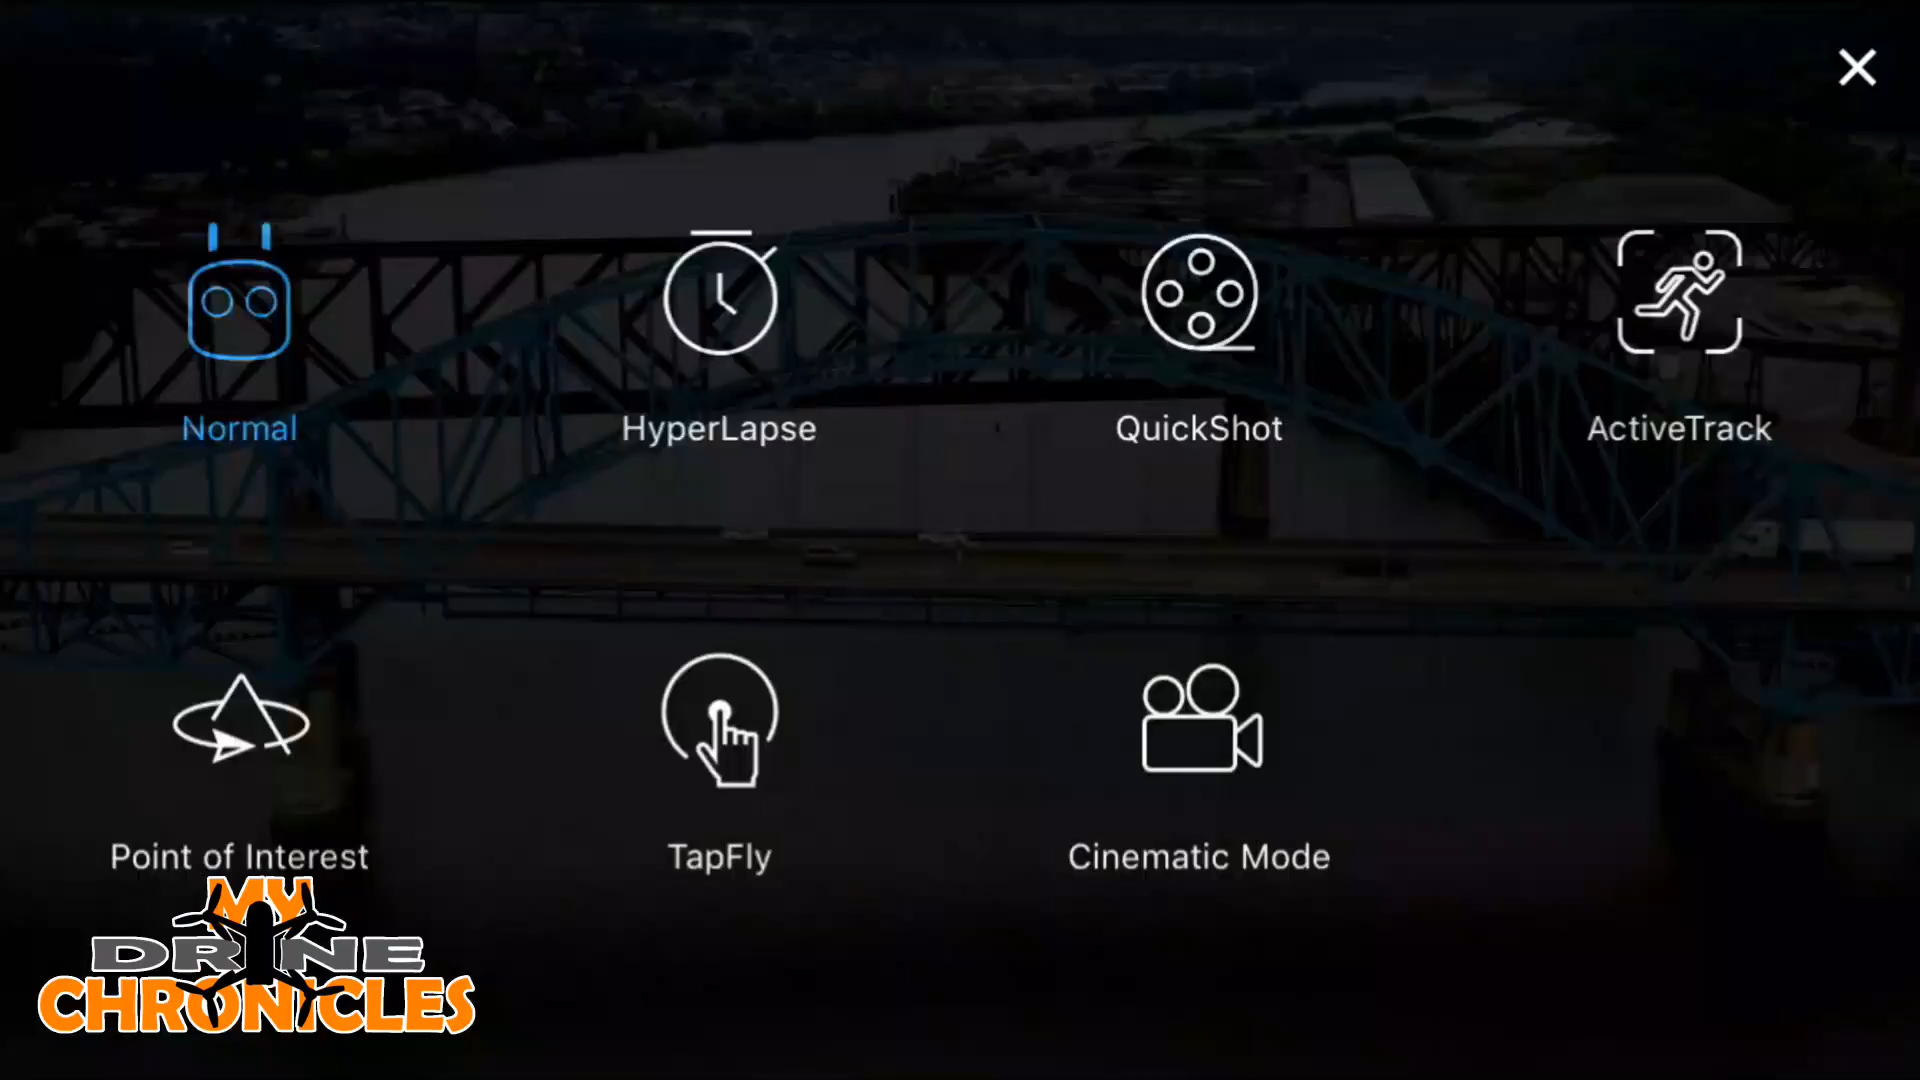 Normal
HyperLapse
QuickShot
ActiveTrack
Point of Interest
TapFly
Cinematic Mode
MY
DRONE
CHRONICLES